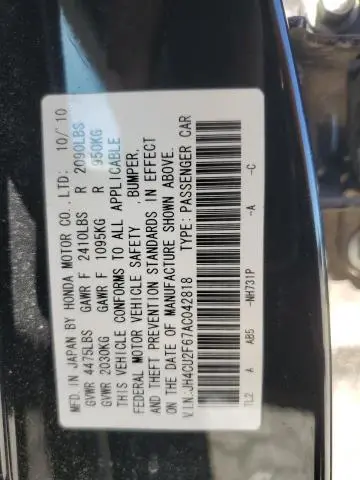 MFD. IN JAPAN BY HONDA MOTOR CO., LTD. 10/10
GVWR 4475LBS GAWR F 2410LBS R 2090LBS
GVWR 2030KG GAWR F 1095KG R 950KG
THIS VEHICLE CONFORMS TO ALL APPLICABLE
FEDERAL MOTOR VEHICLE SAFETY ,BUMPER,
AND THEFT PREVENTION STANDARDS IN EFFECT
ON THE DATE OF MANUFACTURE SHOWN ABOVE.
V.I.N.:JH4CU2F67AC042818 TYPE: PASSENGER CAR
TL2 A AB5 -NH731P -A -C